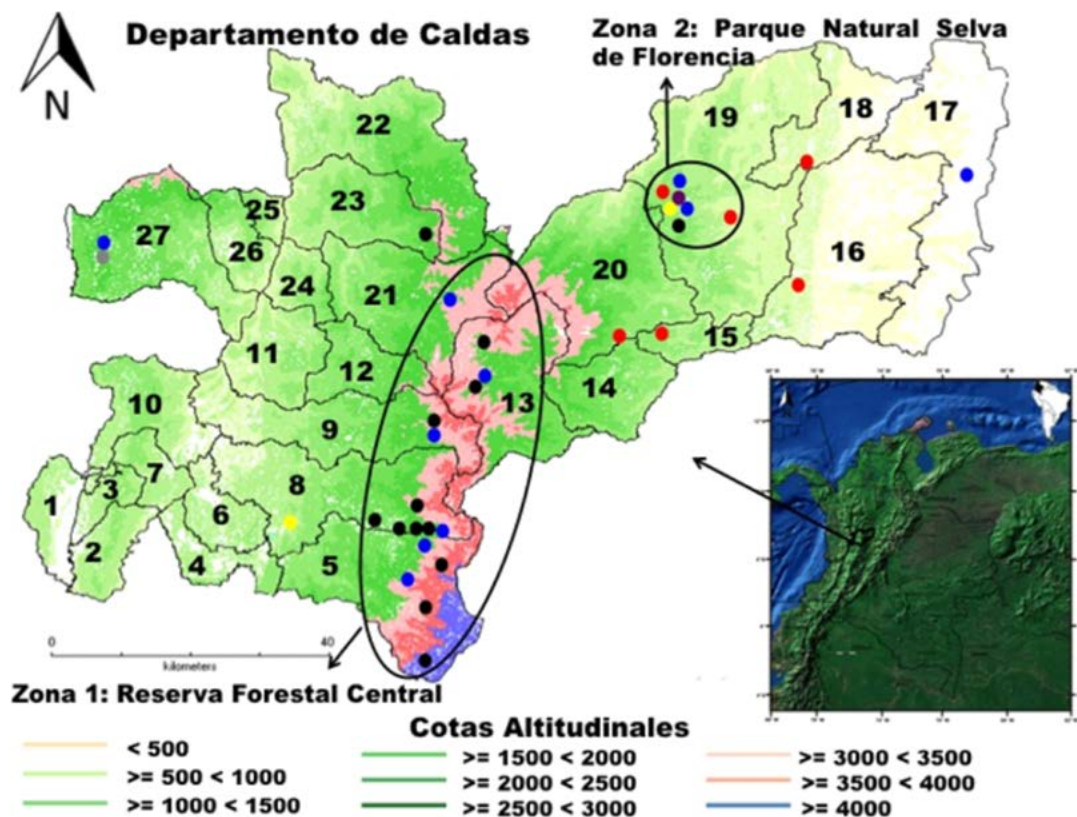 Departamento de Caldas
Zona 2: Parque Natural Selva
de Florencia
N
22
19
18
17
23
25
27
26
24
21
20
16
11
12
15
14
13
10
9
7
3
8
1
6
2
4
5
0
40
kilometers
Zona 1: Reserva Forestal Central
Cotas Altitudinales
< 500
>= 500 < 1000
>= 1000 < 1500
>= 1500 < 2000
>= 2000 < 2500
>= 2500 < 3000
>= 3000 < 3500
>= 3500 < 4000
>= 4000